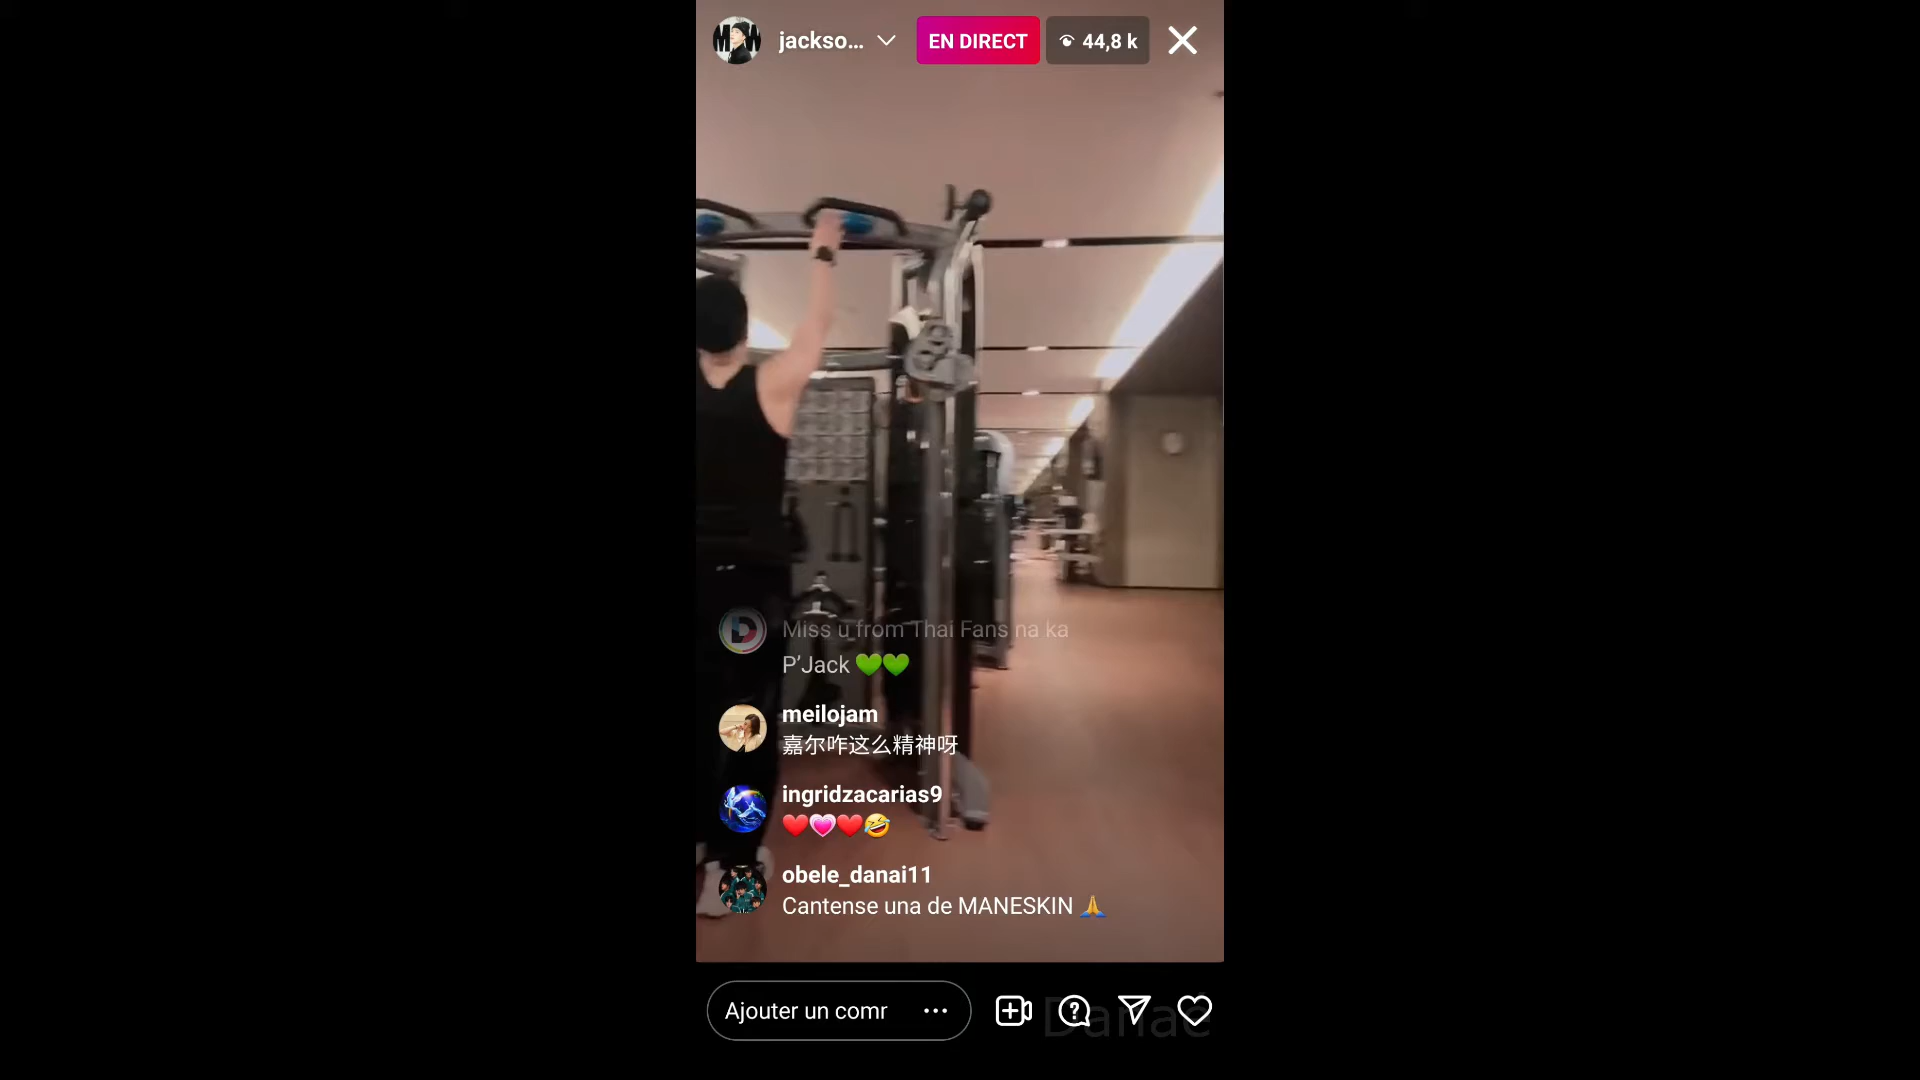 jackso...
EN DIRECT
44,8 k
Miss u from Thai Fans na ka
P'Jack 💚💚
meilojam
嘉尔咋这么精神呀
ingridzacarias9
❤️💗❤️🤣
obele_danai11
Cantense una de MANESKIN 🙏
Ajouter un comr
Danaé